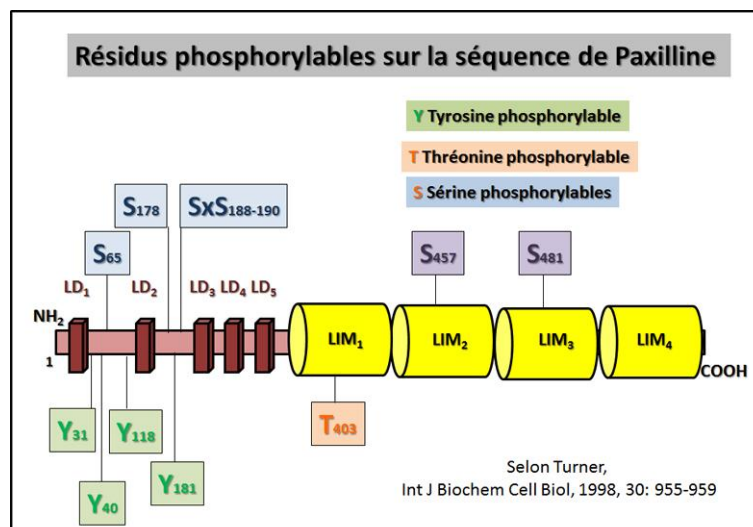 Résidus phosphorylables sur la séquence de Paxilline
Y Tyrosine phosphorylable
T Thréonine phosphorylable
S Sérine phosphorylables
S178
SxS188-190
S65
S457
S481
LD1
LD2
LD3
LD4
LD5
NH2
1
LIM1
LIM2
LIM3
LIM4
COOH
Y31
Y118
T403
Y40
Y181
Selon Turner,
Int J Biochem Cell Biol, 1998, 30: 955-959